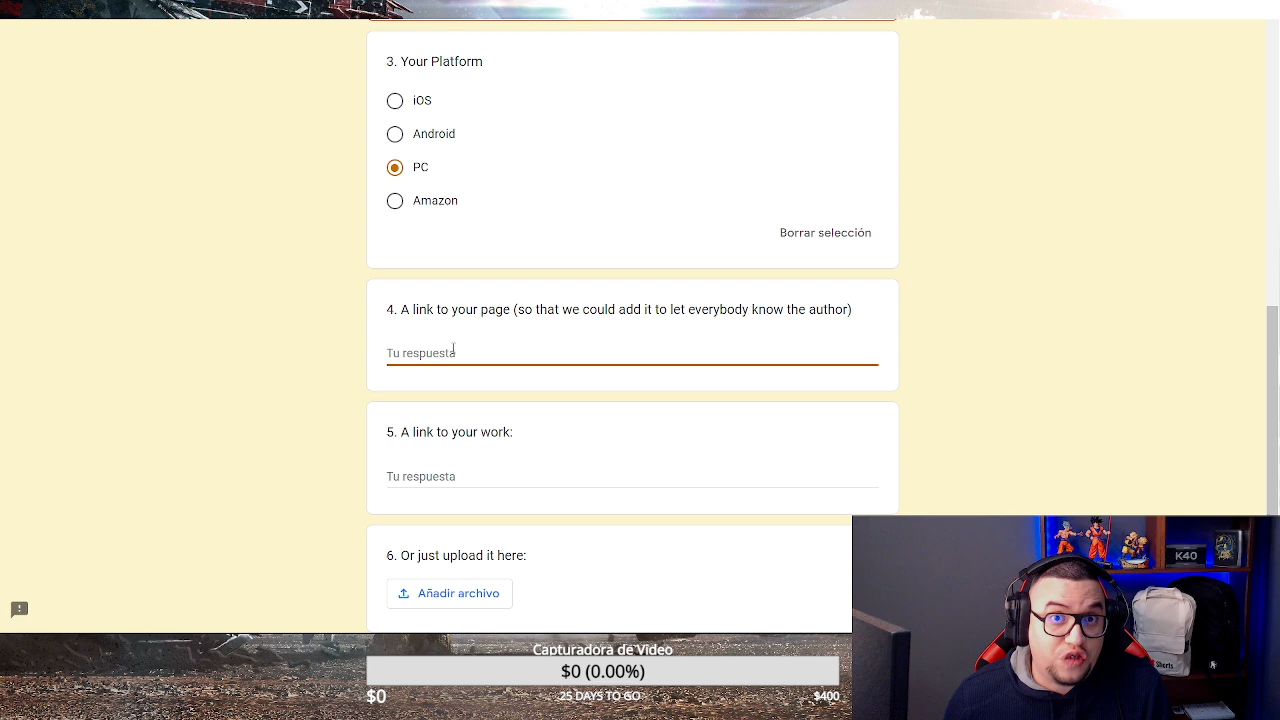 3. Your Platform
iOS
Android
PC
Amazon
Borrar selección
4. A link to your page (so that we could add it to let everybody know the author)
Tu respuesta
5. A link to your work:
Tu respuesta
6. Or just upload it here:
Añadir archivo
K40
Shorts
Capturadora de Video
$0 (0.00%)
$0
25 DAYS TO GO
$400